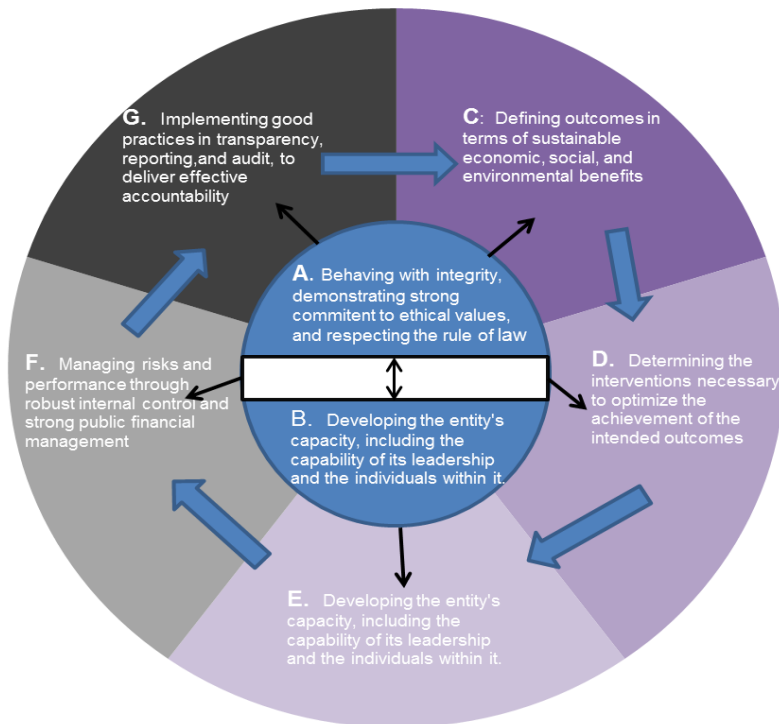 G. Implementing good
practices in transparency,
reporting,and audit, to
deliver effective
accountability
C: Defining outcomes in
terms of sustainable
economic, social, and
environmental benefits
A. Behaving with integrity,
demonstrating strong
commitent to ethical values,
and respecting the rule of law
F. Managing risks and
performance through
robust internal control and
strong public financial
management
D. Determining the
interventions necessary
to optimize the
achievement of the
intended outcomes
B. Developing the entity's
capacity, including the
capability of its leadership
and the individuals within it.
E. Developing the entity's
capacity, including the
capability of its leadership
and the individuals within it.